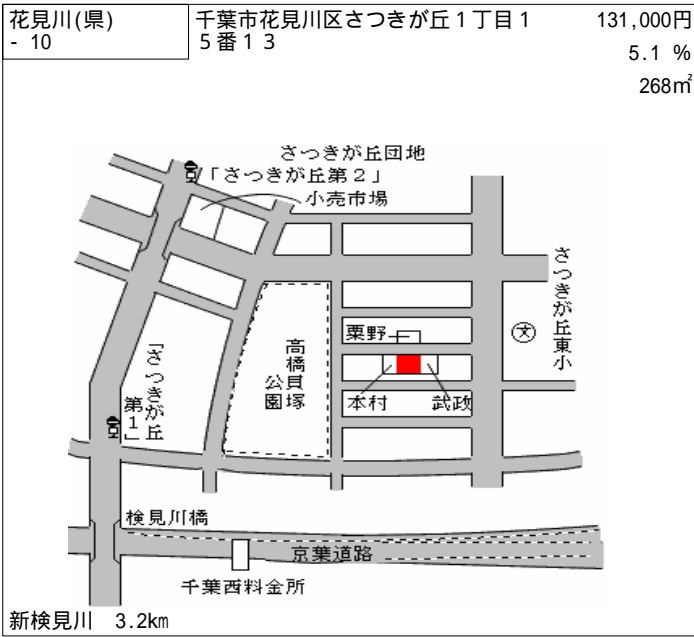 花見川(県)
- 10
千葉市花見川区さつきが丘1丁目1
5番13
131,000円
5.1 %
268㎡
さつきが丘団地
「さつきが丘第2」
小売市場
さつきが丘東小
文
粟野
高橋貝塚
公園
本村
武政
「さつきが丘
第1」
検見川橋
京葉道路
千葉西料金所
新検見川 3.2km